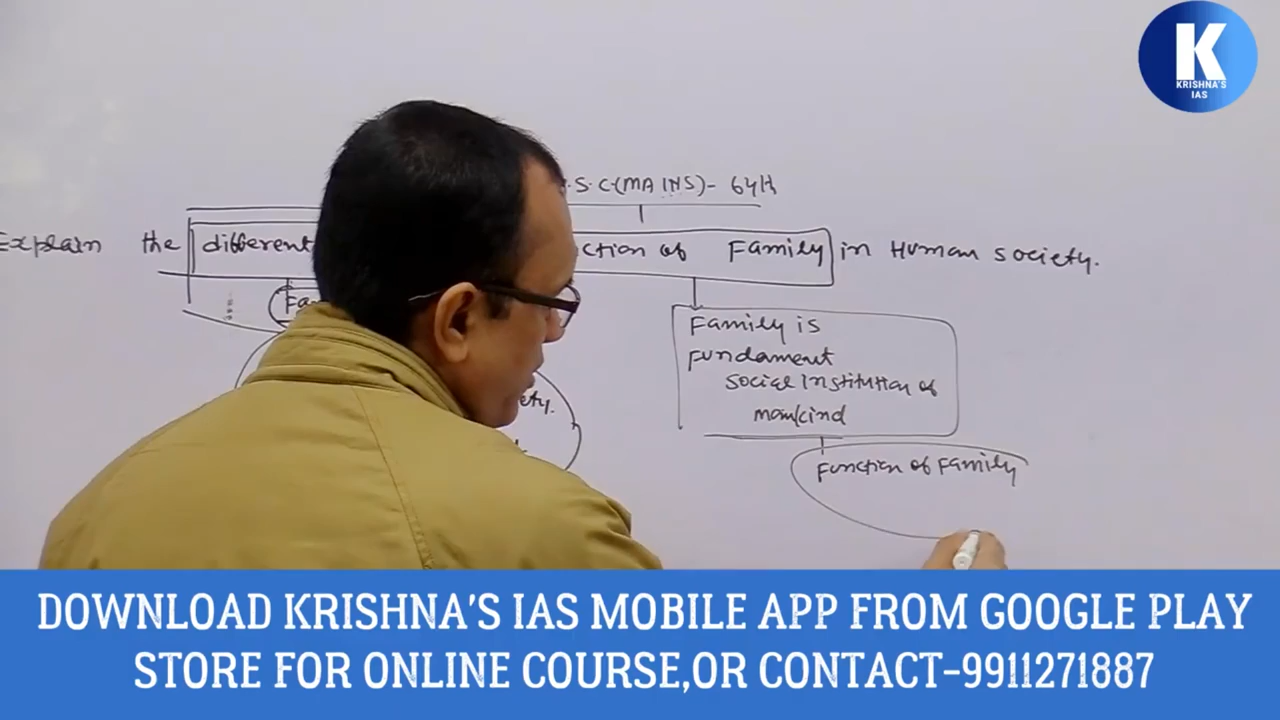 K
KRISHNA'S
IAS
S.C(MAINS)- 64th
Explain the different ction of Family in Human society.
Fa
Family is
Fundament
social institution of
mankind
ety.
Function of Family
DOWNLOAD KRISHNA'S IAS MOBILE APP FROM GOOGLE PLAY
STORE FOR ONLINE COURSE,OR CONTACT-9911271887